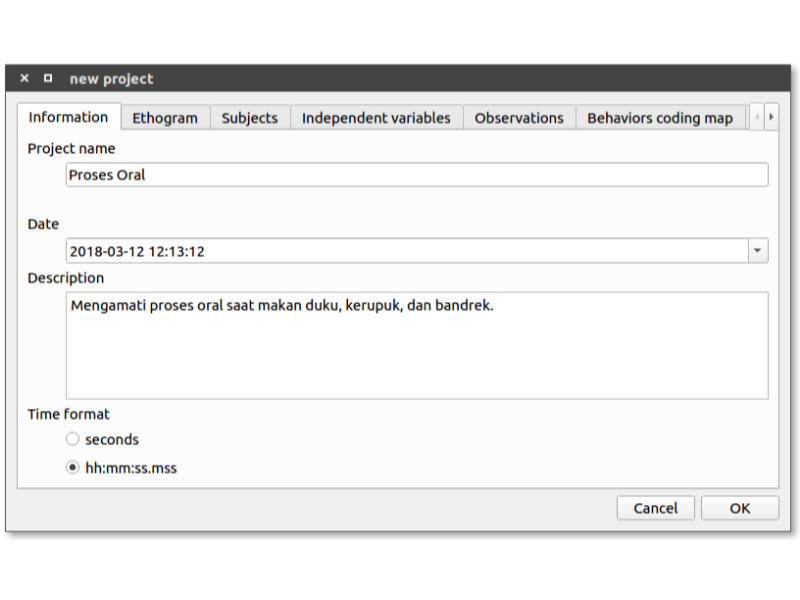 new project
Information Ethogram Subjects Independent variables Observations Behaviors coding map
Project name
Proses Oral
Date
2018-03-12 12:13:12
Description
Mengamati proses oral saat makan duku, kerupuk, dan bandrek.
Time format
seconds
hh:mm:ss.mss
Cancel OK